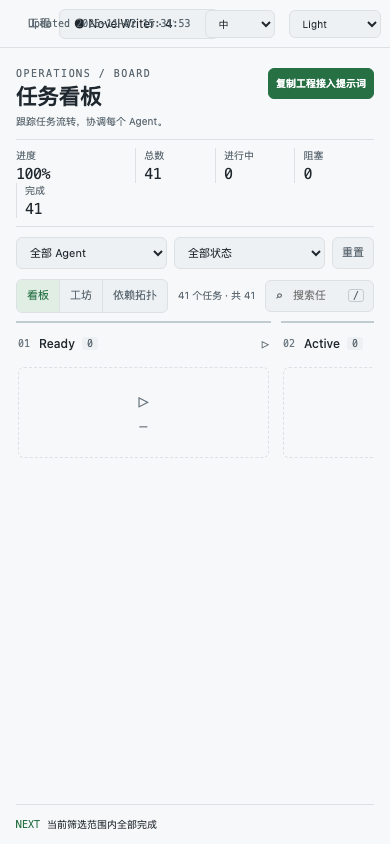 NovelWriter · 4
中
Light
OPERATIONS / BOARD
任务看板
复制工程接入提示词
跟踪任务流转，协调每个 Agent。
进度 总数 进行中 阻塞
100% 41 0 0
完成
41
全部 Agent 全部状态 重置
看板 工坊 依赖拓扑 41 个任务 · 共 41 搜索任 /
01 Ready 0 02 Active 0
—
NEXT 当前筛选范围内全部完成